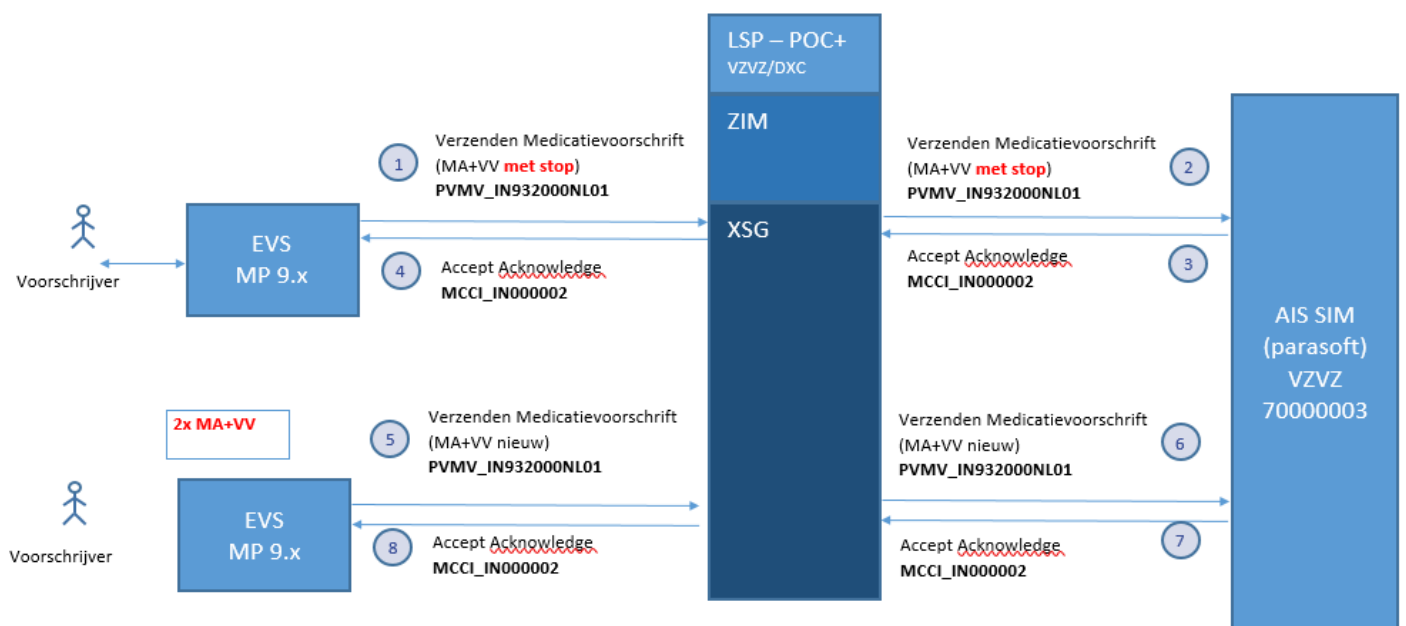 LSP – POC+
VZVZ/DXC
ZIM
XSG
1
Verzenden Medicatievoorschrift
(MA+VV met stop)
PVMV_IN932000NL01
2
Verzenden Medicatievoorschrift
(MA+VV met stop)
PVMV_IN932000NL01
Voorschrijver
EVS
MP 9.x
4
Accept Acknowledge
MCCI_IN000002
Accept Acknowledge
MCCI_IN000002
3
AIS SIM
(parasoft)
VZVZ
70000003
2x MA+VV
5
Verzenden Medicatievoorschrift
(MA+VV nieuw)
PVMV_IN932000NL01
Verzenden Medicatievoorschrift
(MA+VV nieuw)
PVMV_IN932000NL01
6
Voorschrijver
EVS
MP 9.x
8
Accept Acknowledge
MCCI_IN000002
Accept Acknowledge
MCCI_IN000002
7